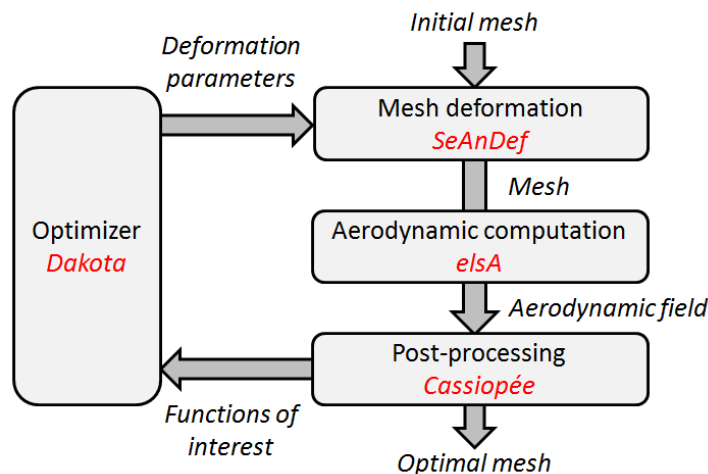 Initial mesh
Deformation
parameters
Mesh deformation
SeAnDef
Mesh
Optimizer
Dakota
Aerodynamic computation
elsA
Aerodynamic field
Post-processing
Cassiopée
Functions of
interest
Optimal mesh